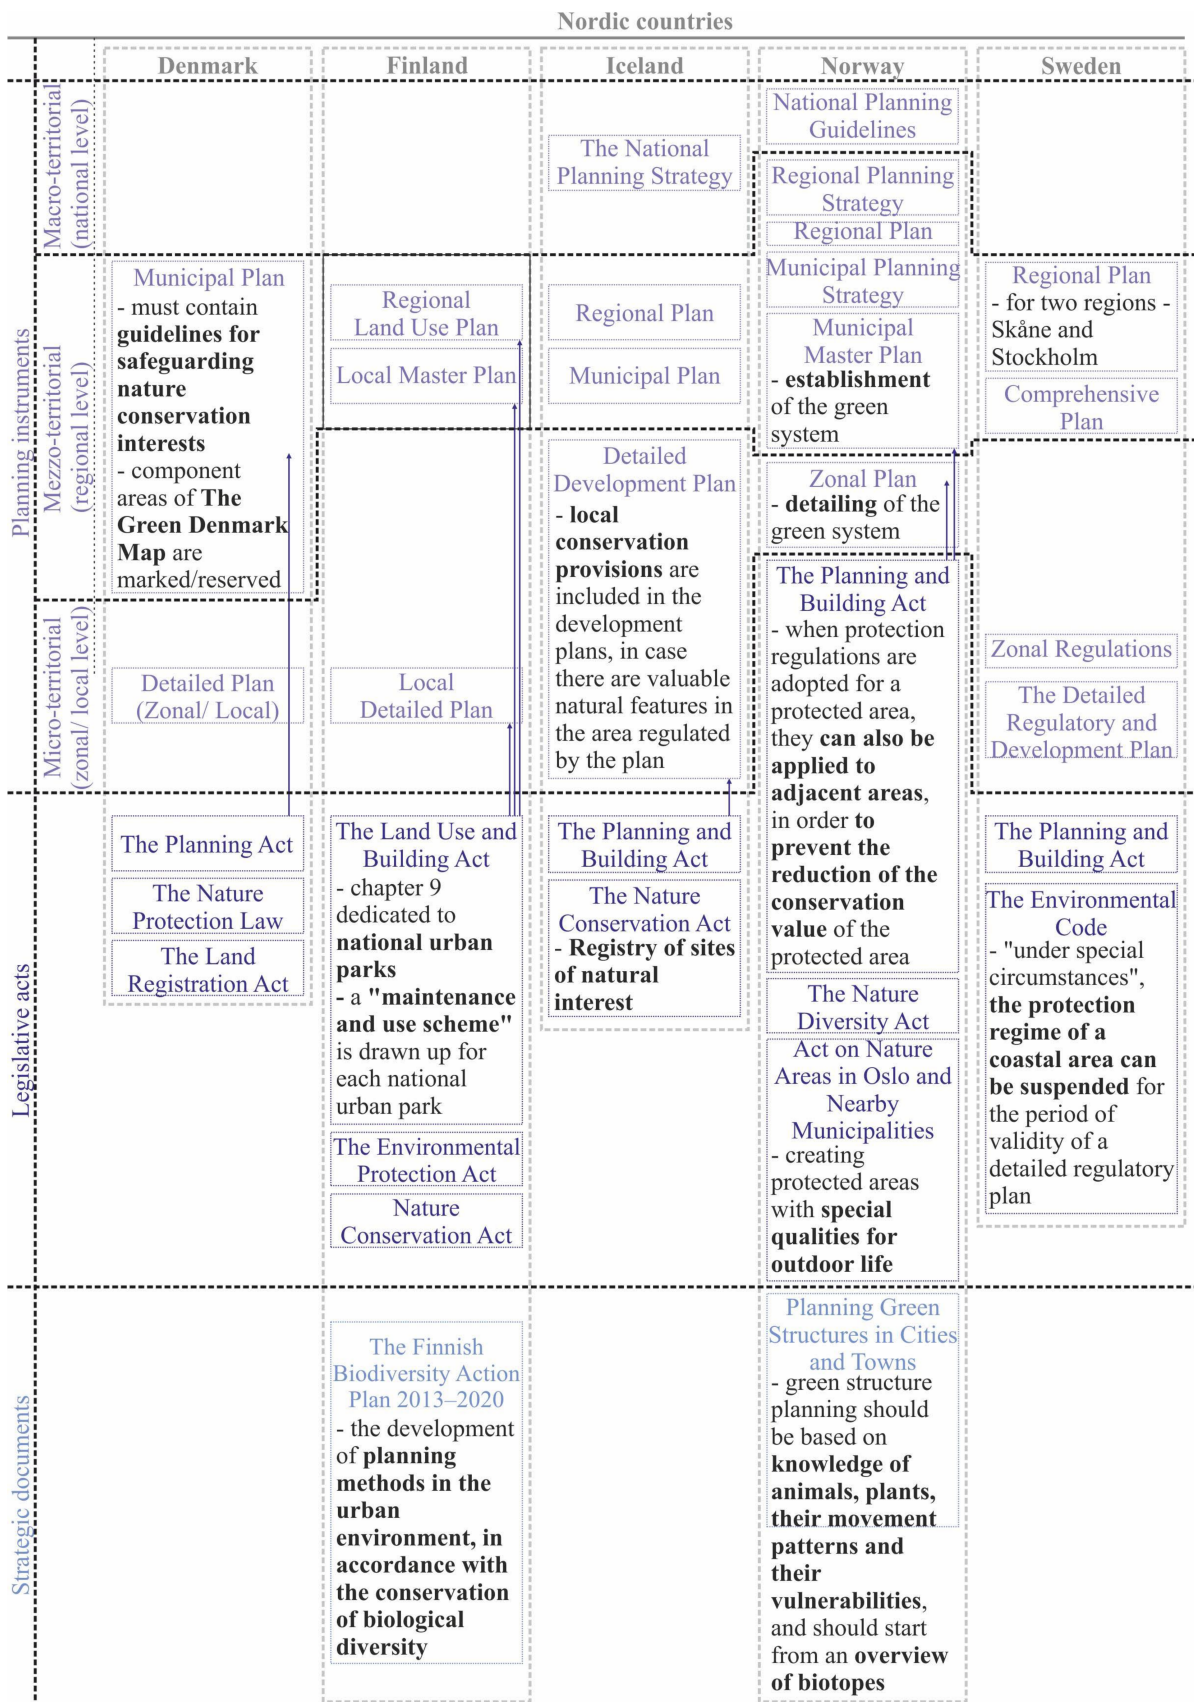 Nordic countries
Denmark
Finland
Iceland
Norway
Sweden
Planning instruments
Macro-territorial
(national level)
Mezzo-territorial
(regional level)
Micro-territorial
(zonal/ local level)
Legislative acts
Strategic documents
Municipal Plan
- must contain
guidelines for
safeguarding
nature
conservation
interests
- component
areas of The
Green Denmark
Map are
marked/reserved
Detailed Plan
(Zonal/ Local)
The Planning Act
The Nature
Protection Law
The Land
Registration Act
Regional
Land Use Plan
Local Master Plan
Local
Detailed Plan
The Land Use and
Building Act
- chapter 9
dedicated to
national urban
parks
- a "maintenance
and use scheme"
is drawn up for
each national
urban park
The Environmental
Protection Act
Nature
Conservation Act
The Finnish
Biodiversity Action
Plan 2013–2020
- the development
of planning
methods in the
urban
environment, in
accordance with
the conservation
of biological
diversity
The National
Planning Strategy
Regional Plan
Municipal Plan
Detailed
Development Plan
- local
conservation
provisions are
included in the
development
plans, in case
there are valuable
natural features in
the area regulated
by the plan
The Planning and
Building Act
The Nature
Conservation Act
- Registry of sites
of natural
interest
National Planning
Guidelines
Regional Planning
Strategy
Regional Plan
Municipal Planning
Strategy
Municipal
Master Plan
- establishment
of the green
system
Zonal Plan
- detailing of the
green system
The Planning and
Building Act
- when protection
regulations are
adopted for a
protected area,
they can also be
applied to
adjacent areas,
in order to
prevent the
reduction of the
conservation
value of the
protected area
The Nature
Diversity Act
Act on Nature
Areas in Oslo and
Nearby
Municipalities
- creating
protected areas
with special
qualities for
outdoor life
Planning Green
Structures in Cities
and Towns
- green structure
planning should
be based on
knowledge of
animals, plants,
their movement
patterns and
their
vulnerabilities,
and should start
from an overview
of biotopes
Regional Plan
- for two regions -
Skåne and
Stockholm
Comprehensive
Plan
Zonal Regulations
The Detailed
Regulatory and
Development Plan
The Planning and
Building Act
The Environmental
Code
- "under special
circumstances",
the protection
regime of a
coastal area can
be suspended for
the period of
validity of a
detailed regulatory
plan